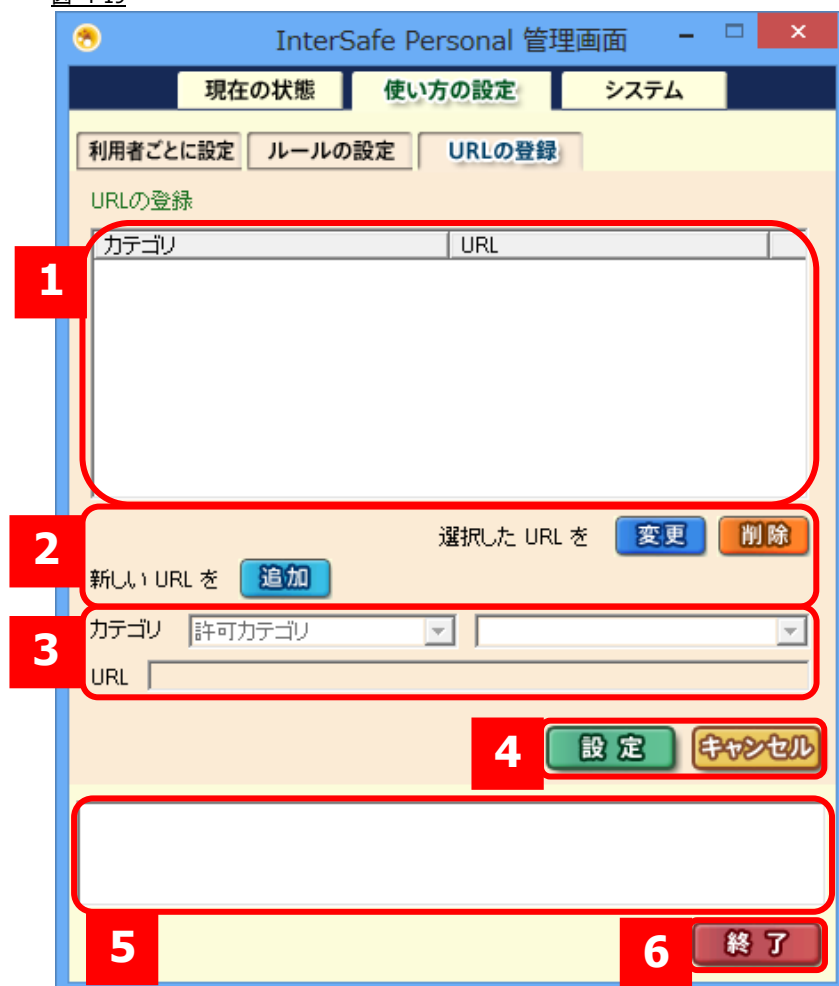 InterSafe Personal 管理画面
現在の状態 使い方の設定 システム
利用者ごとに設定 ルールの設定 URLの登録
URLの登録
カテゴリ URL
1
選択した URL を 変更 削除
2
新しい URL を 追加
カテゴリ 許可カテゴリ
3
URL
4 設定 キャンセル
5
6 終了